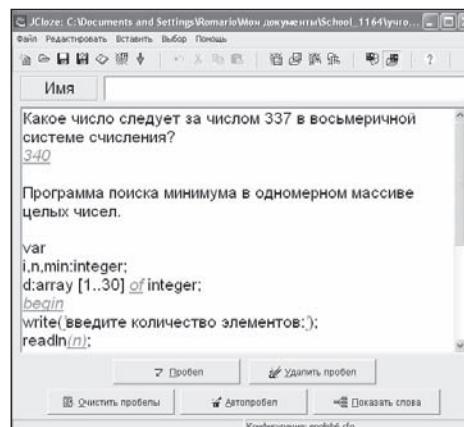 JCloze: C:\Documents and Settings\Romario\Мои документы\School_1164\учго...
Файл Редактировать Вставить Выбор Помощь
Имя
Какое число следует за числом 337 в восьмеричной
системе счисления?
340
Программа поиска минимума в одномерном массиве
целых чисел.
var
i,n,min:integer;
d:array [1..30] of integer;
begin
write('введите количество элементов:');
readln(n);
Пробел Удалить пробел
Очистить пробелы Автопробел Показать слова